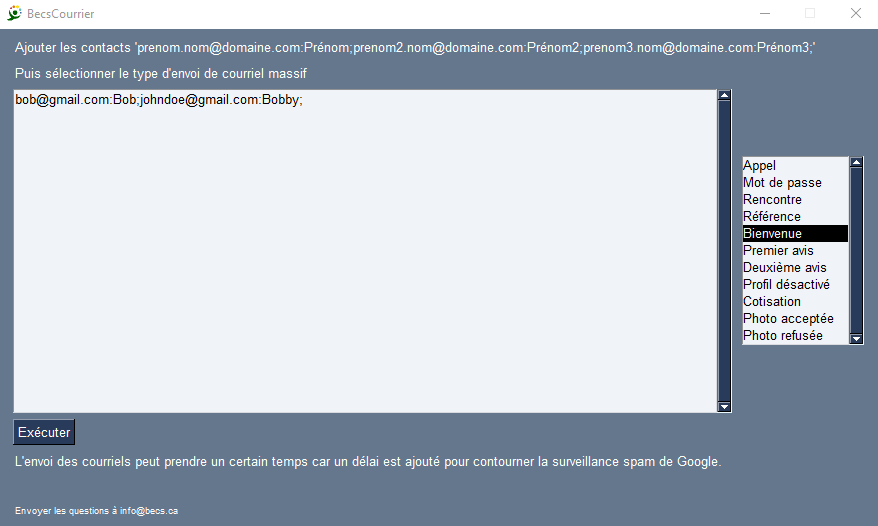 BecsCourrier
Ajouter les contacts 'prenom.nom@domaine.com:Prénom;prenom2.nom@domaine.com:Prénom2;prenom3.nom@domaine.com:Prénom3;'
Puis sélectionner le type d'envoi de courriel massif
bob@gmail.com:Bob;johndoe@gmail.com:Bobby;
Appel
Mot de passe
Rencontre
Référence
Bienvenue
Premier avis
Deuxième avis
Profil désactivé
Cotisation
Photo acceptée
Photo refusée
Exécuter
L'envoi des courriels peut prendre un certain temps car un délai est ajouté pour contourner la surveillance spam de Google.
Envoyer les questions à info@becs.ca